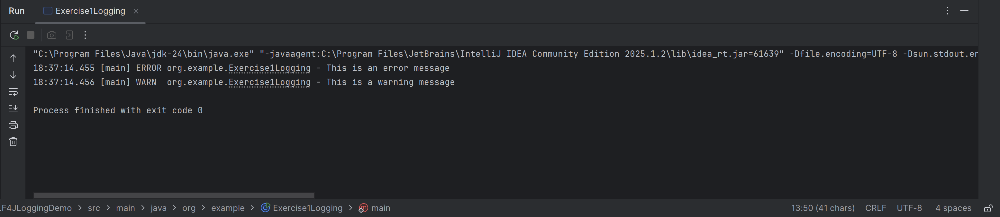 Run Exercise1Logging
"C:\Program Files\Java\jdk-24\bin\java.exe" "-javaagent:C:\Program Files\JetBrains\IntelliJ IDEA Community Edition 2025.1.2\lib\idea_rt.jar=61639" -Dfile.encoding=UTF-8 -Dsun.stdout.en
18:37:14.455 [main] ERROR org.example.Exercise1Logging - This is an error message
18:37:14.456 [main] WARN  org.example.Exercise1Logging - This is a warning message
Process finished with exit code 0
LF4JLoggingDemo > src > main > java > org > example > Exercise1Logging > main 13:50 (41 chars) CRLF UTF-8 4 spaces